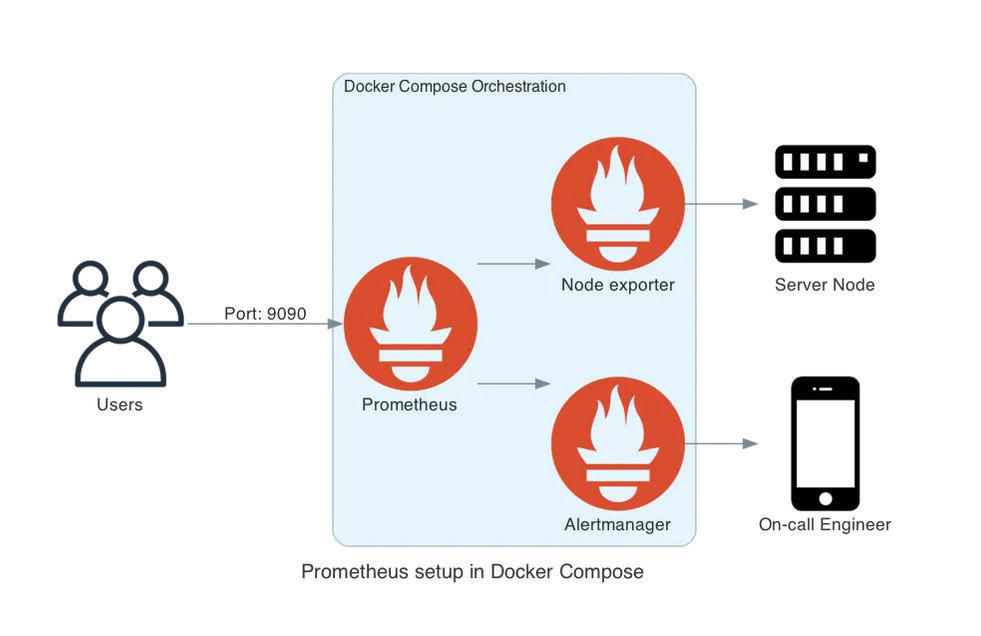 Docker Compose Orchestration
Node exporter
Server Node
Port: 9090
Users
Prometheus
Alertmanager
On-call Engineer
Prometheus setup in Docker Compose